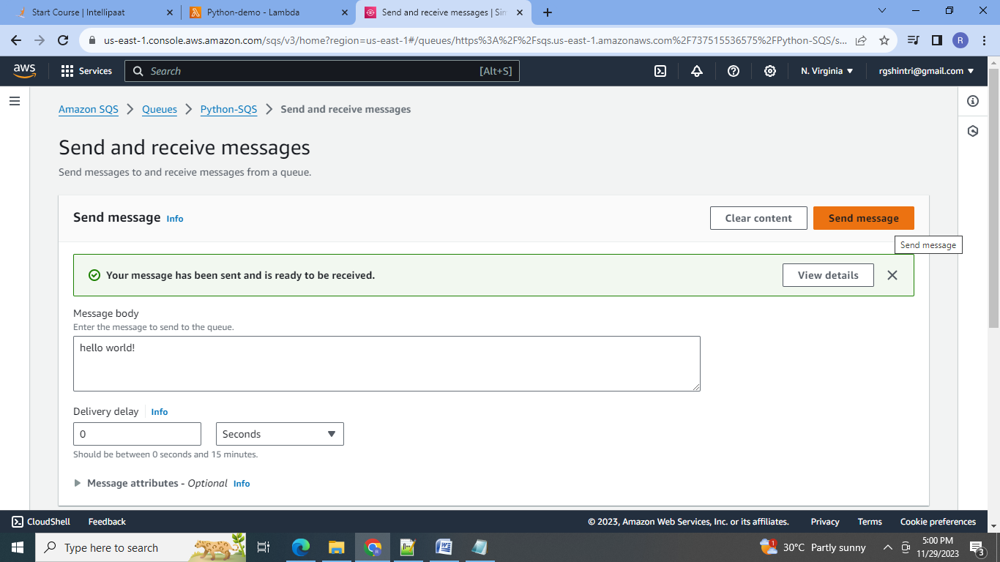 Start Course | Intellipaat
Python-demo - Lambda
Send and receive messages | Sim
us-east-1.console.aws.amazon.com/sqs/v3/home?region=us-east-1#/queues/https%3A%2F%2Fsqs.us-east-1.amazonaws.com%2F737515536575%2FPython-SQS/s...
R
aws
Services
Search
[Alt+S]
N. Virginia
rgshintri@gmail.com
Amazon SQS
Queues
Python-SQS
Send and receive messages
Send and receive messages
Send messages to and receive messages from a queue.
Send message Info
Clear content
Send message
Send message
Your message has been sent and is ready to be received.
View details
Message body
Enter the message to send to the queue.
hello world!
Delivery delay Info
0
Seconds
Should be between 0 seconds and 15 minutes.
Message attributes - Optional Info
CloudShell
Feedback
© 2023, Amazon Web Services, Inc. or its affiliates.
Privacy
Terms
Cookie preferences
Type here to search
1
30°C Partly sunny
5:00 PM
11/29/2023
3